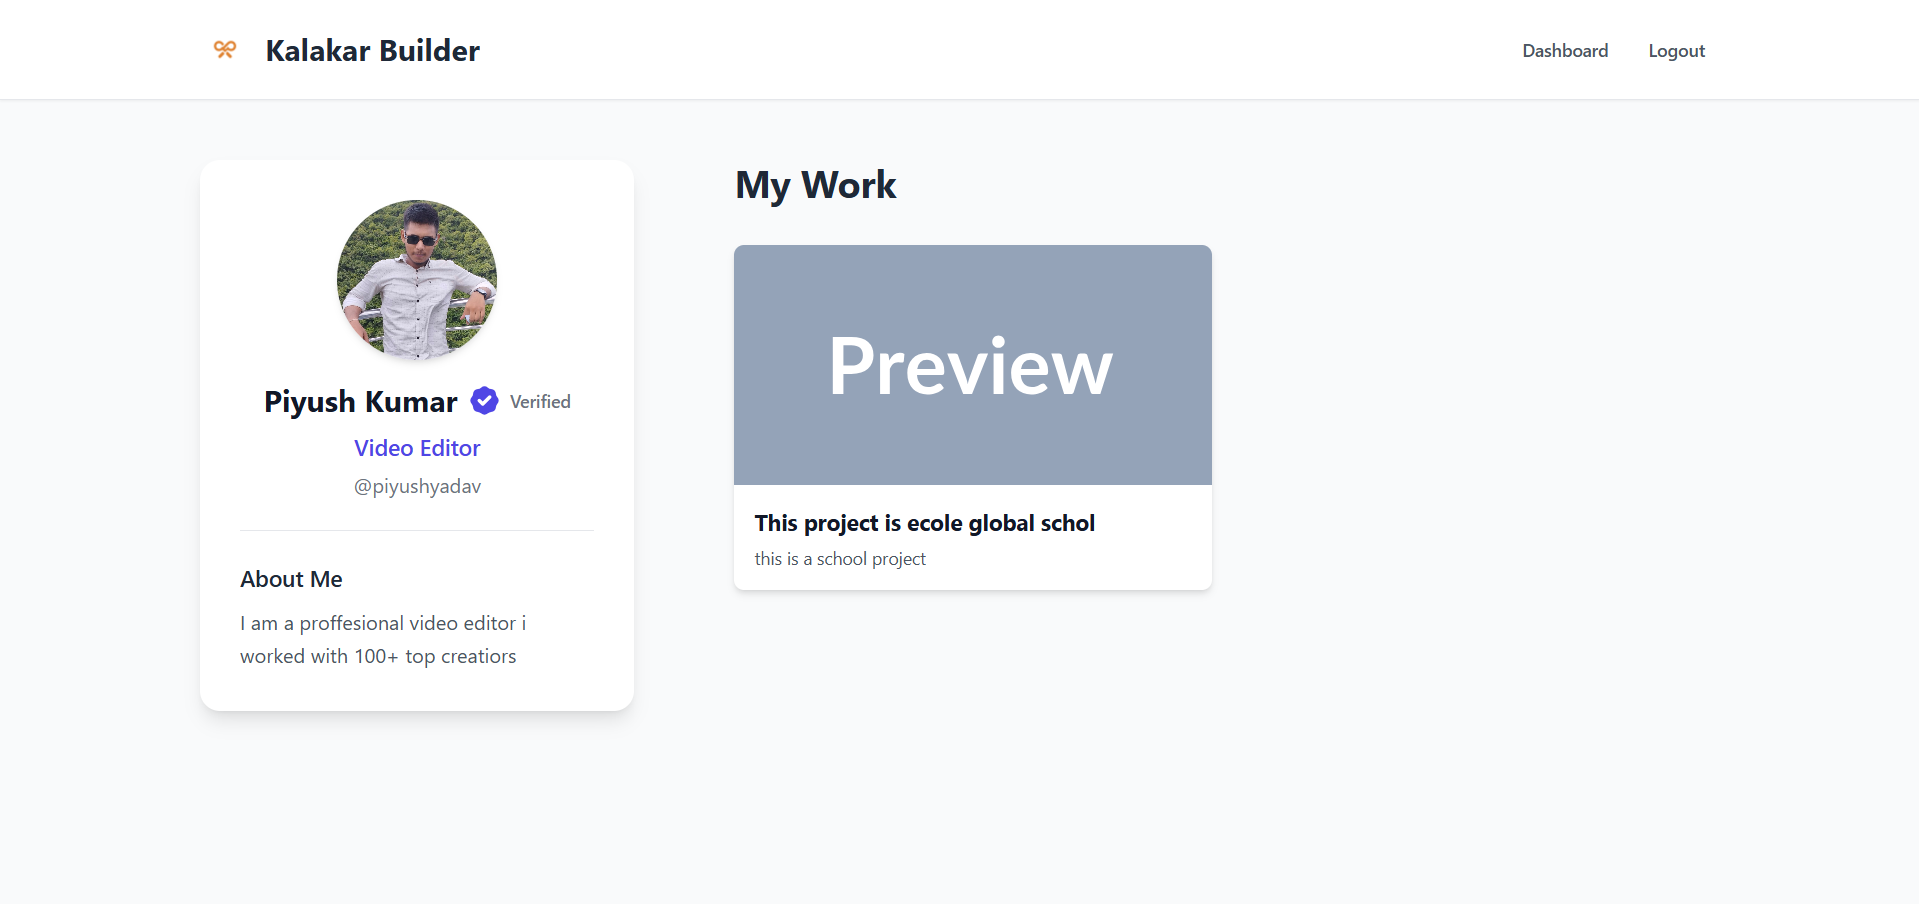 Kalakar Builder
Dashboard
Logout
Piyush Kumar Verified
Video Editor
@piyushyadav
About Me
I am a proffesional video editor i
worked with 100+ top creatiors
My Work
Preview
This project is ecole global schol
this is a school project